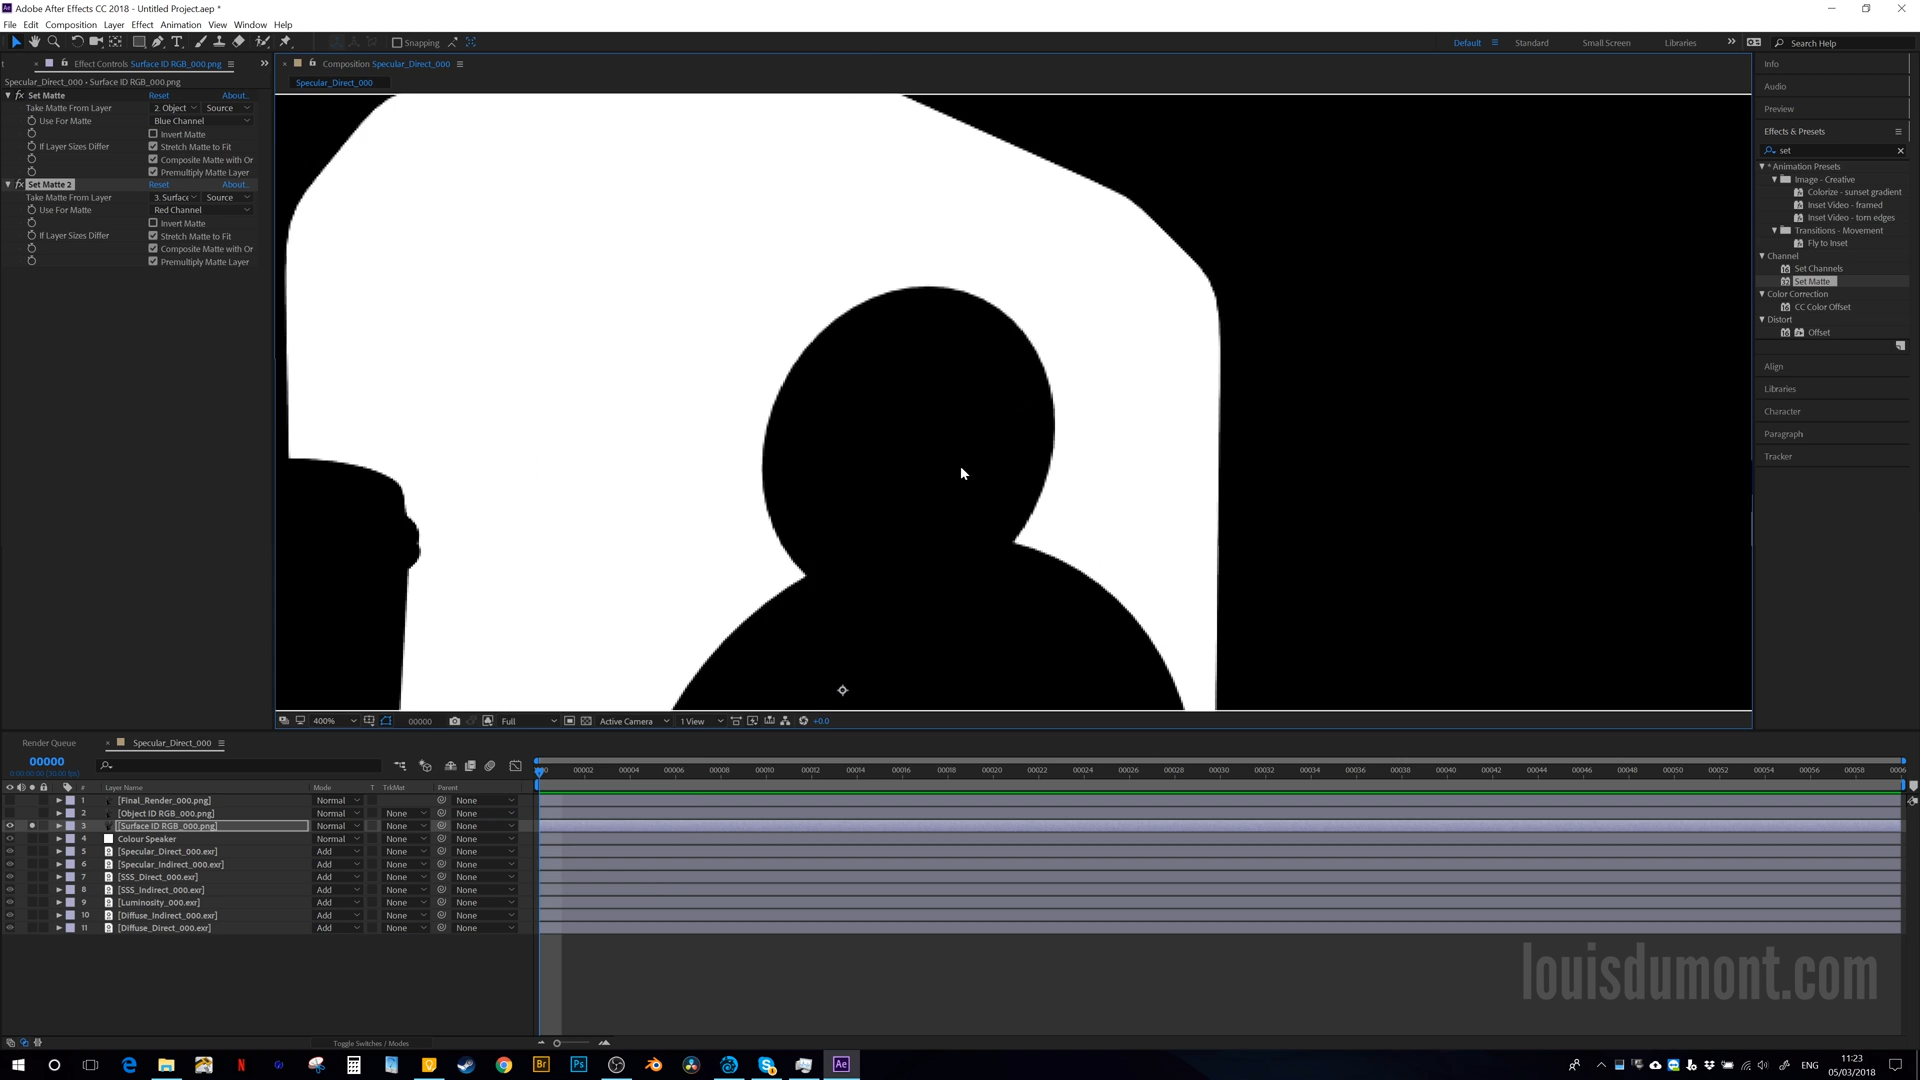 Adobe After Effects CC 2018 - Untitled Project.aep *
File Edit Composition Layer Effect Animation View Window Help
Snapping
Default Standard Small Screen Libraries Search Help
Effect Controls Surface ID RGB_000.png
Composition Specular_Direct_000
Specular_Direct_000 • Surface ID RGB_000.png
Specular_Direct_000
fx Set Matte Reset About...
Take Matte From Layer 2. Object Source
Use For Matte Blue Channel
Invert Matte
If Layer Sizes Differ Stretch Matte to Fit
Composite Matte with Or
Premultiply Matte Layer
fx Set Matte 2 Reset About...
Take Matte From Layer 3. Surfac Source
Use For Matte Red Channel
Invert Matte
If Layer Sizes Differ Stretch Matte to Fit
Composite Matte with Or
Premultiply Matte Layer
Info
Audio
Preview
Effects & Presets
set
* Animation Presets
Image - Creative
Colorize - sunset gradient
Inset Video - framed
Inset Video - torn edges
Transitions - Movement
Fly to Inset
Channel
Set Channels
Set Matte
Color Correction
CC Color Offset
Distort
Offset
Align
Libraries
Character
Paragraph
Tracker
400% 00000 Full Active Camera 1 View +0.0
Render Queue Specular_Direct_000
00000
0:00:00:00 (30.00 fps)
00002 00004 00006 00008 00010 00012 00014 00016 00018 00020 00022 00024 00026 00028 00030 00032 00034 00036 00038 00040 00042 00044 00046 00048 00050 00052 00054 00056 00058 0006
# Layer Name Mode T TrkMat Parent
1 [Final_Render_000.png] Normal None
2 [Object ID RGB_000.png] Normal None None
3 [Surface ID RGB_000.png] Normal None None
4 Colour Speaker Normal None None
5 [Specular_Direct_000.exr] Add None None
6 [Specular_Indirect_000.exr] Add None None
7 [SSS_Direct_000.exr] Add None None
8 [SSS_Indirect_000.exr] Add None None
9 [Luminosity_000.exr] Add None None
10 [Diffuse_Indirect_000.exr] Add None None
11 [Diffuse_Direct_000.exr] Add None None
louisdumont.com
Toggle Switches / Modes
N Br Ps Ae
ENG
11:23
05/03/2018